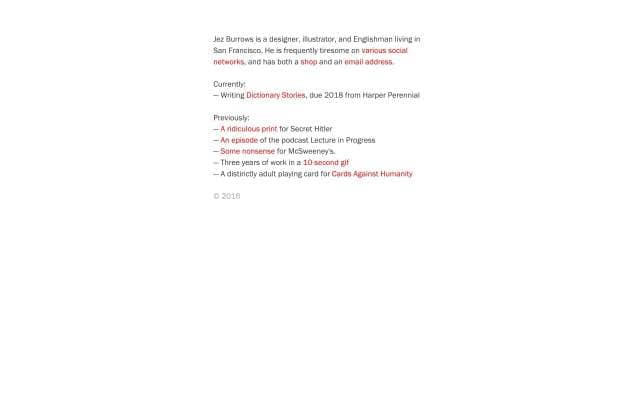 Jez Burrows is a designer, illustrator, and Englishman living in
San Francisco. He is frequently tiresome on various social
networks, and has both a shop and an email address.
Currently:
— Writing Dictionary Stories, due 2018 from Harper Perennial
Previously:
— A ridiculous print for Secret Hitler
— An episode of the podcast Lecture in Progress
— Some nonsense for McSweeney's.
— Three years of work in a 10-second gif
— A distinctly adult playing card for Cards Against Humanity
© 2016